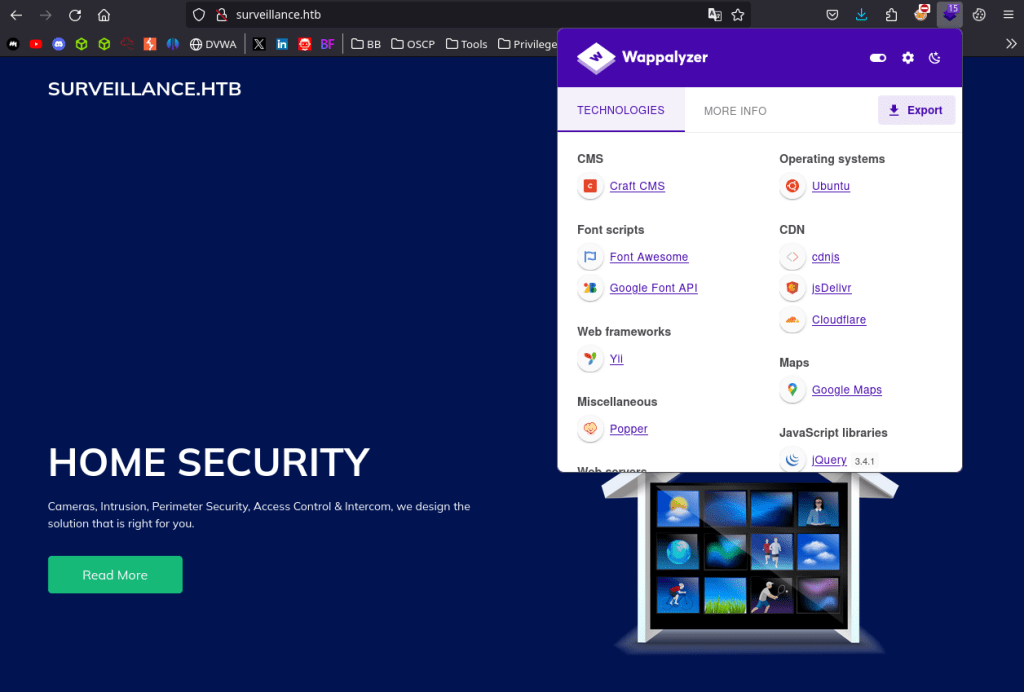 surveillance.htb
15
DVWA
BF
BB
OSCP
Tools
Privilege
Wappalyzer
SURVEILLANCE.HTB
TECHNOLOGIES
MORE INFO
Export
CMS
Craft CMS
Operating systems
Ubuntu
Font scripts
Font Awesome
Google Font API
CDN
cdnjs
jsDelivr
Cloudflare
Web frameworks
Yii
Maps
Google Maps
Miscellaneous
Popper
JavaScript libraries
jQuery 3.4.1
Web servers
HOME SECURITY
Cameras, Intrusion, Perimeter Security, Access Control & Intercom, we design the
solution that is right for you.
Read More